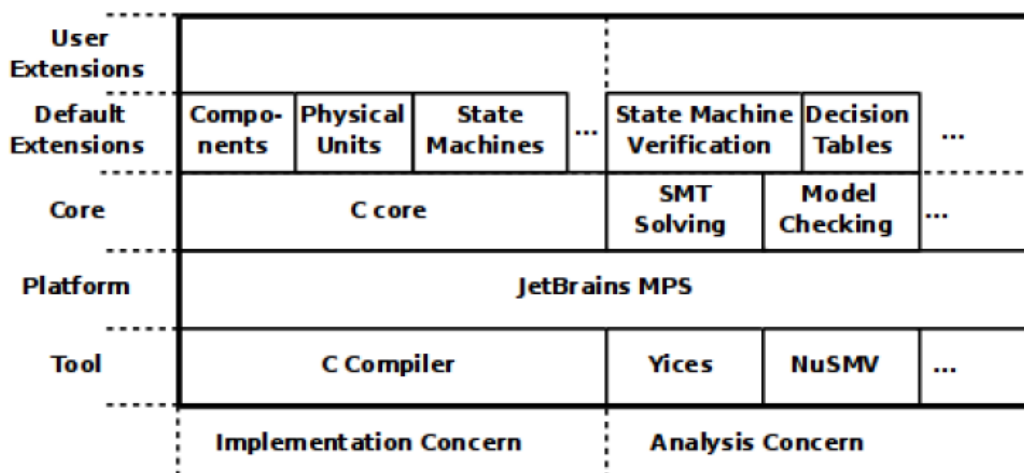 User
Extensions
Default
Extensions
Compo-
nents
Physical
Units
State
Machines
...
State Machine
Verification
Decision
Tables
...
Core
C core
SMT
Solving
Model
Checking
...
Platform
JetBrains MPS
Tool
C Compiler
Yices
NuSMV
...
Implementation Concern
Analysis Concern